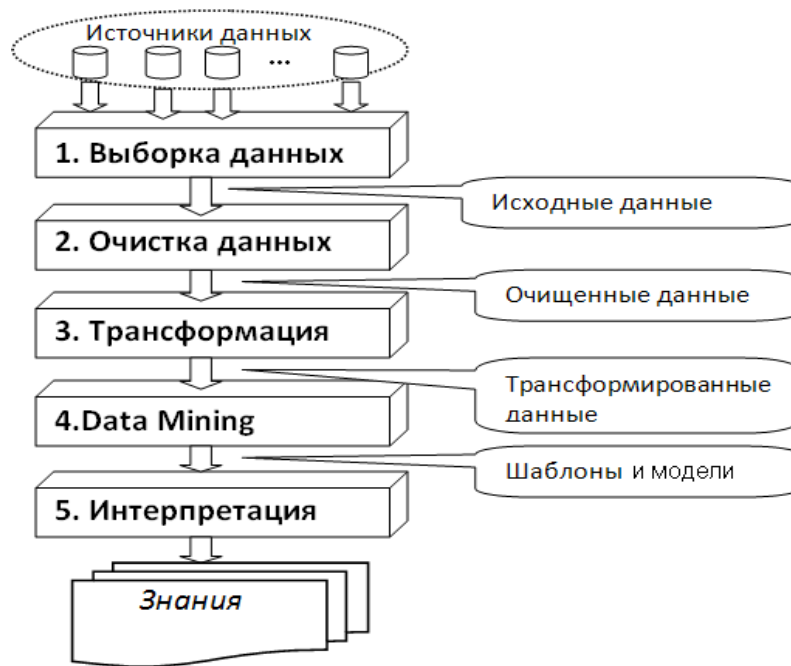 Источники данных
...
1. Выборка данных
Исходные данные
2. Очистка данных
Очищенные данные
3. Трансформация
Трансформированные
данные
4.Data Mining
Шаблоны и модели
5. Интерпретация
Знания